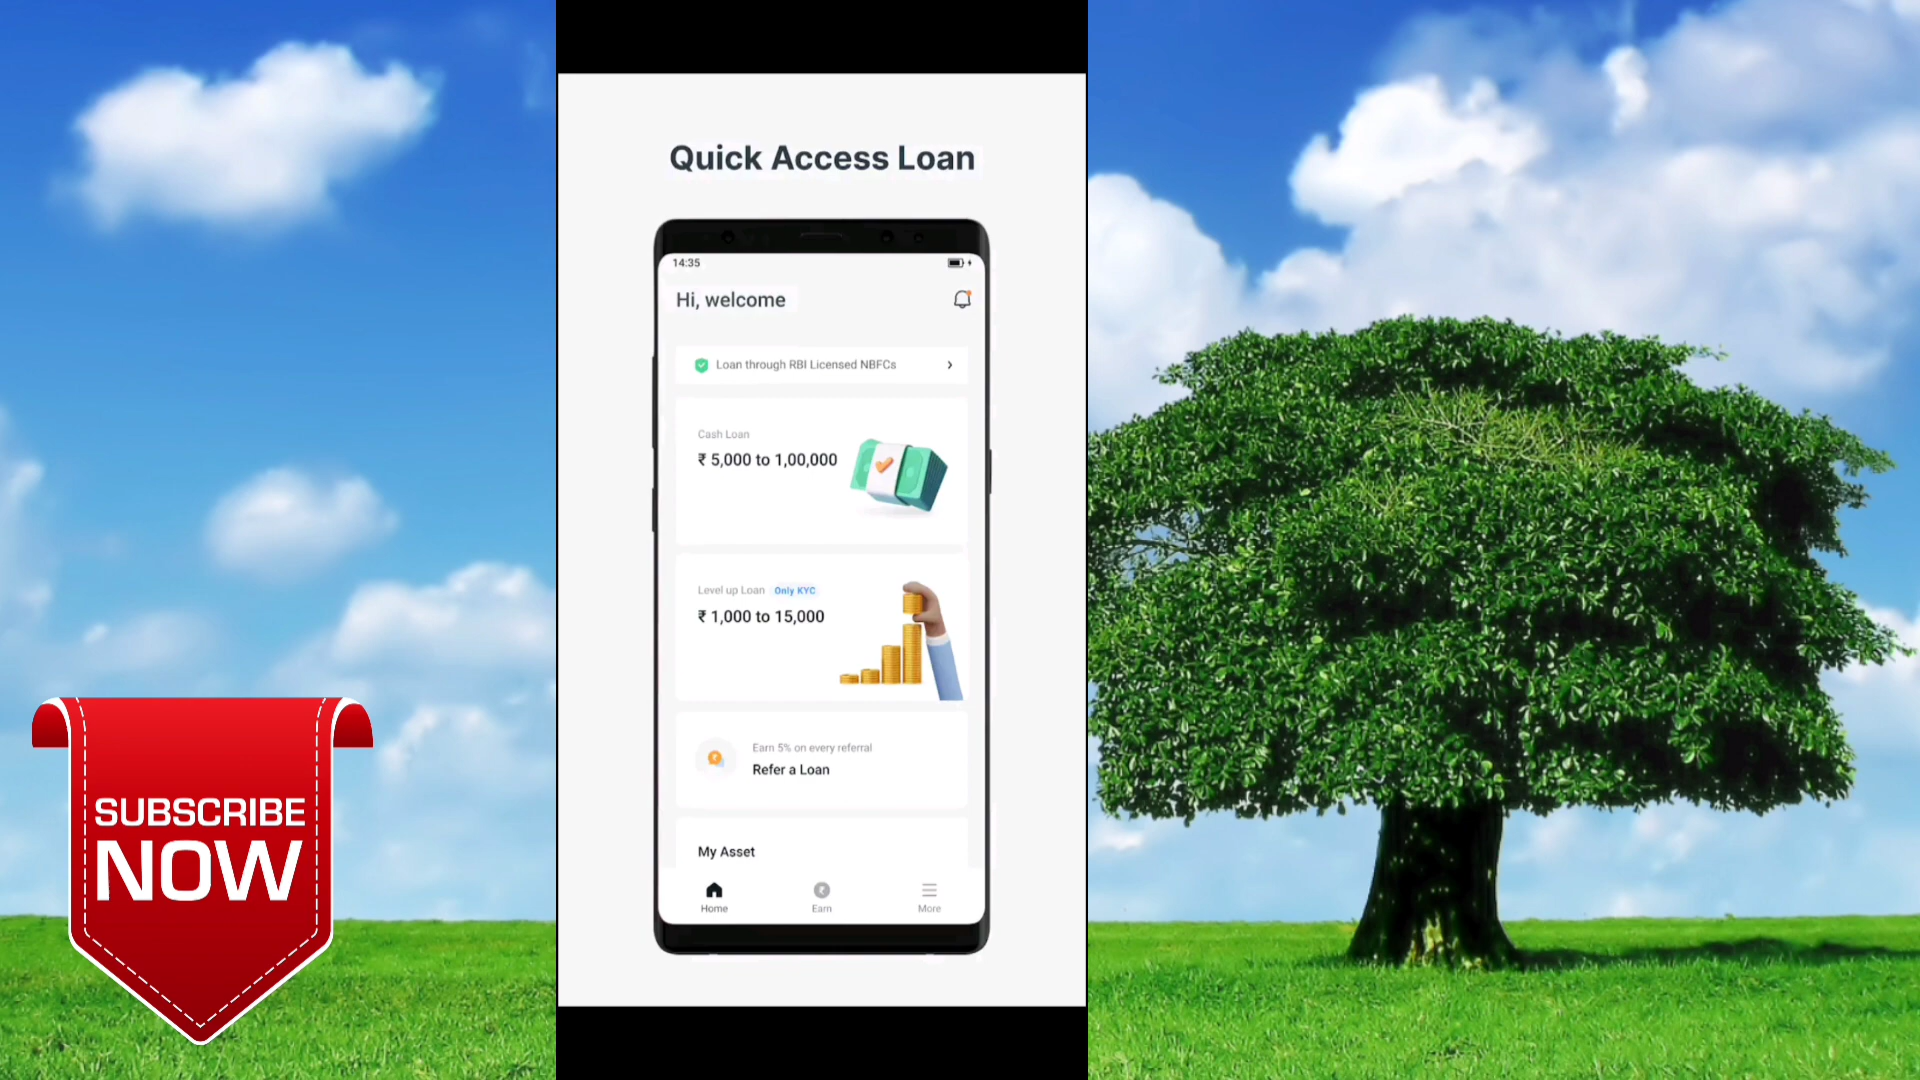 Quick Access Loan
14:35
Hi, welcome
Loan through RBI Licensed NBFCs
Cash Loan
₹ 5,000 to 1,00,000
Level up Loan Only KYC
₹ 1,000 to 15,000
Earn 5% on every referral
Refer a Loan
My Asset
Home Earn More
SUBSCRIBE
NOW